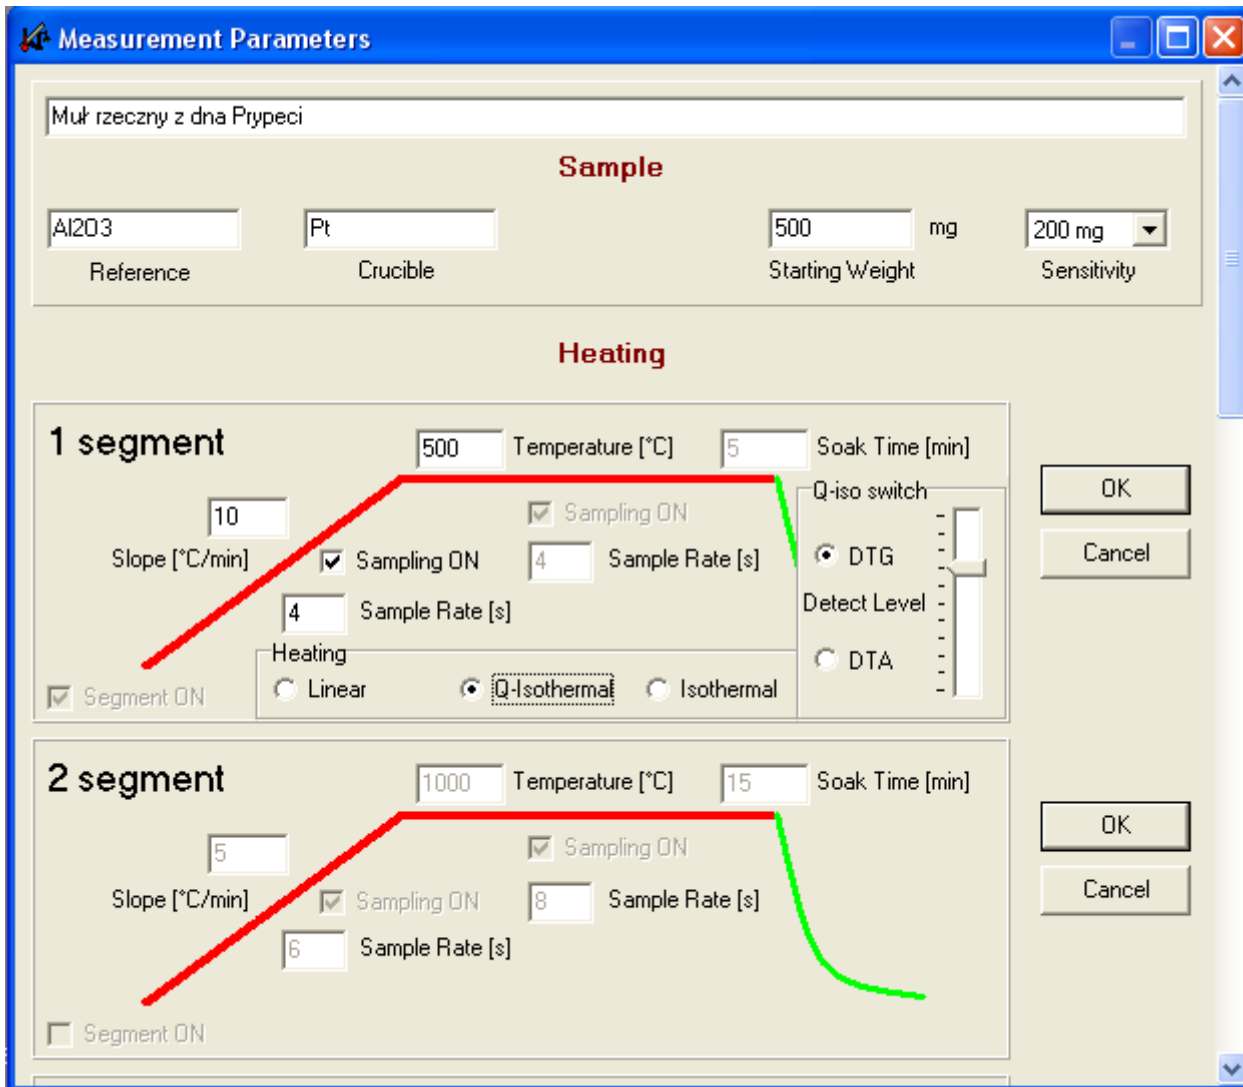 Measurement Parameters
Muł rzeczny z dna Prypeci
Sample
Al2O3 Pt 500 mg 200 mg
Reference Crucible Starting Weight Sensitivity
Heating
1 segment
500 Temperature [°C] 5 Soak Time [min]
OK
Q-iso switch
10
Sampling ON
Slope [°C/min]
Sampling ON
4 Sample Rate [s]
DTG
Cancel
4 Sample Rate [s]
Detect Level
Heating
DTA
Segment ON
Linear Q-Isothermal Isothermal
2 segment
1000 Temperature [°C] 15 Soak Time [min]
OK
5
Sampling ON
Slope [°C/min]
Sampling ON
8 Sample Rate [s]
Cancel
6 Sample Rate [s]
Segment ON